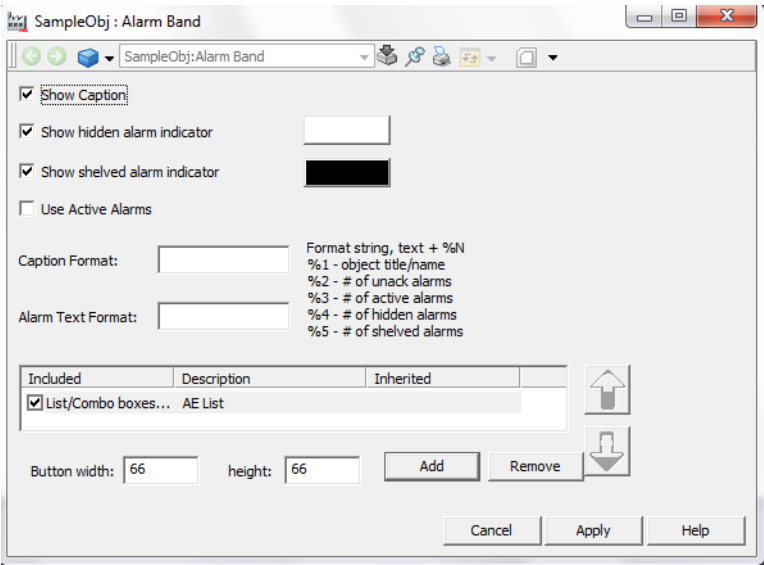 SampleObj : Alarm Band
SampleObj:Alarm Band
Show Caption
Show hidden alarm indicator
Show shelved alarm indicator
Use Active Alarms
Caption Format:
Format string, text + %N
%1 - object title/name
%2 - # of unack alarms
%3 - # of active alarms
%4 - # of hidden alarms
%5 - # of shelved alarms
Alarm Text Format:
Included Description Inherited
List/Combo boxes... AE List
Button width: 66 height: 66 Add Remove
Cancel Apply Help